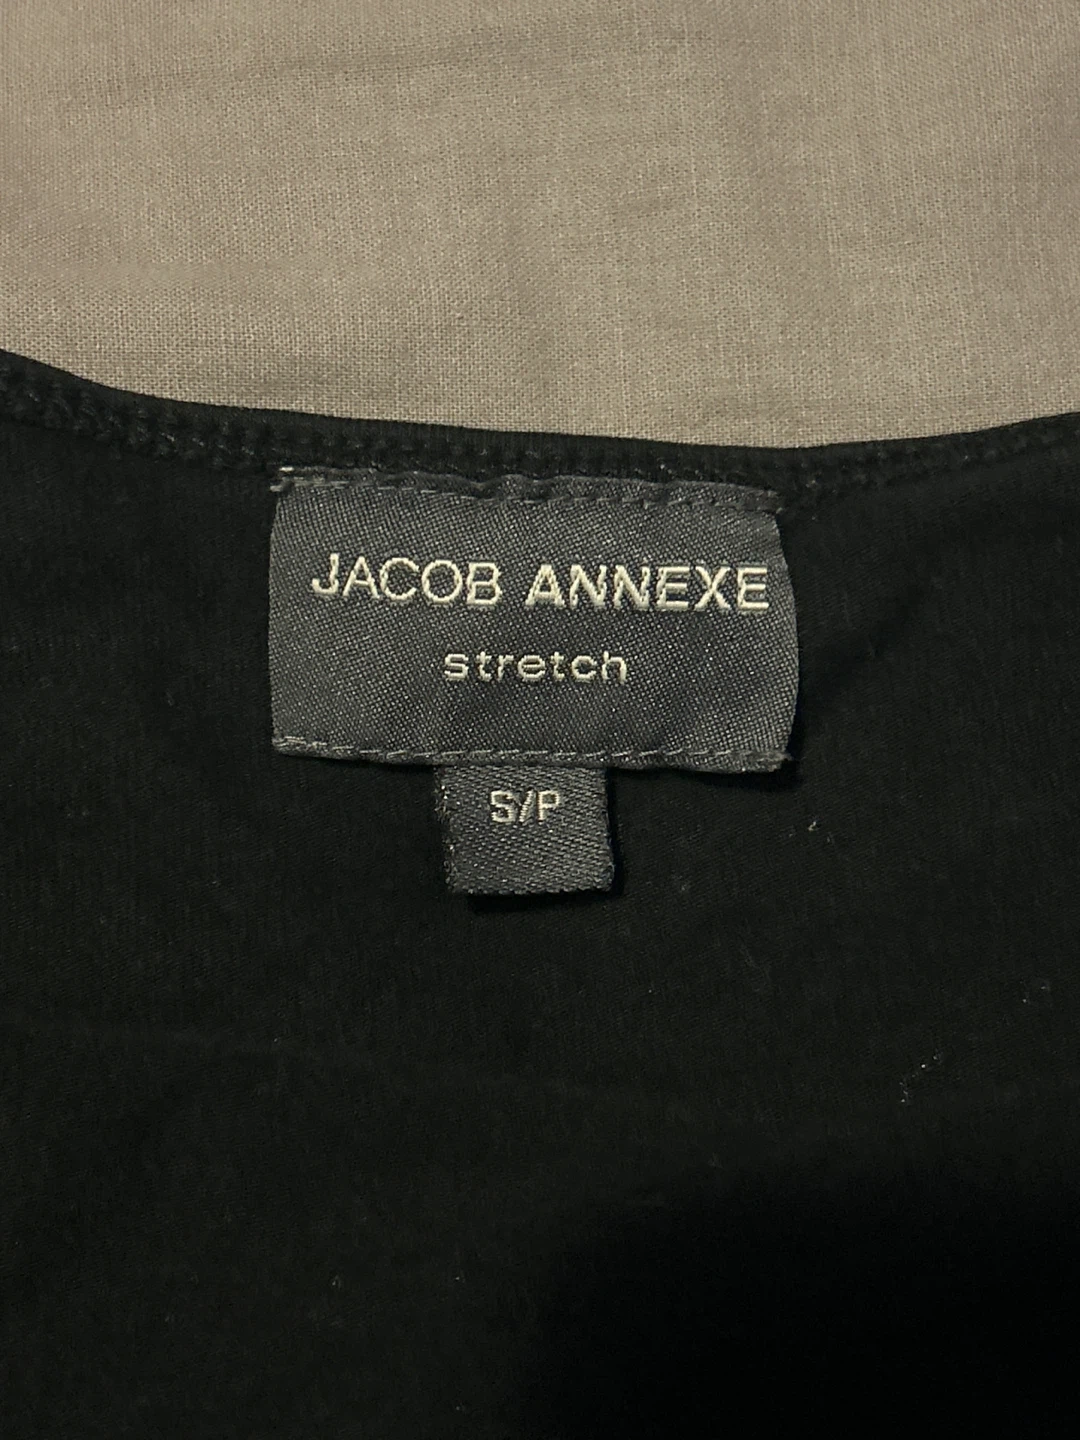 JACOB ANNEXE
stretch
S/P